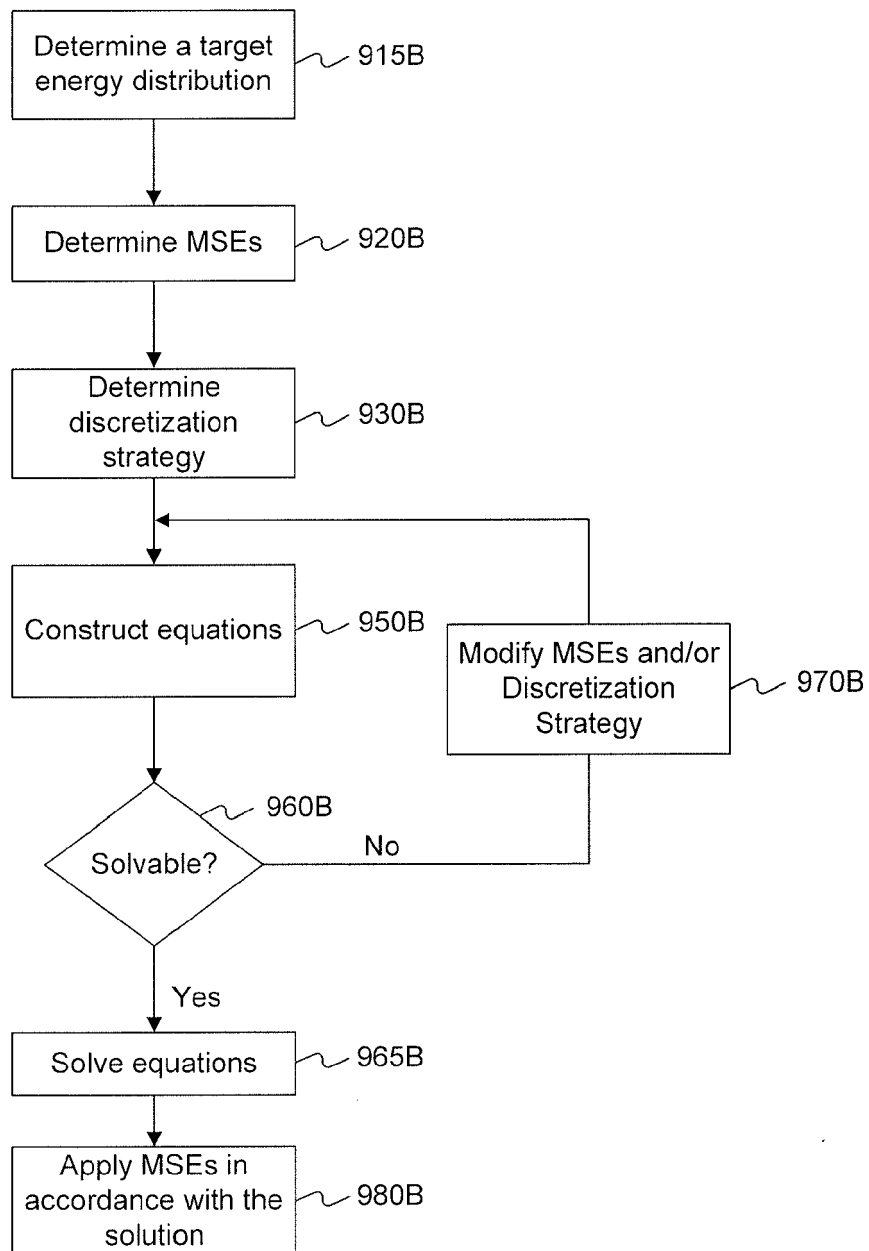 Determine a target
energy distribution
915B
Determine MSEs
920B
Determine
discretization
strategy
930B
Construct equations
950B
Modify MSEs and/or
Discretization
Strategy
970B
960B
Solvable?
No
Yes
Solve equations
965B
Apply MSEs in
accordance with the
solution
980B